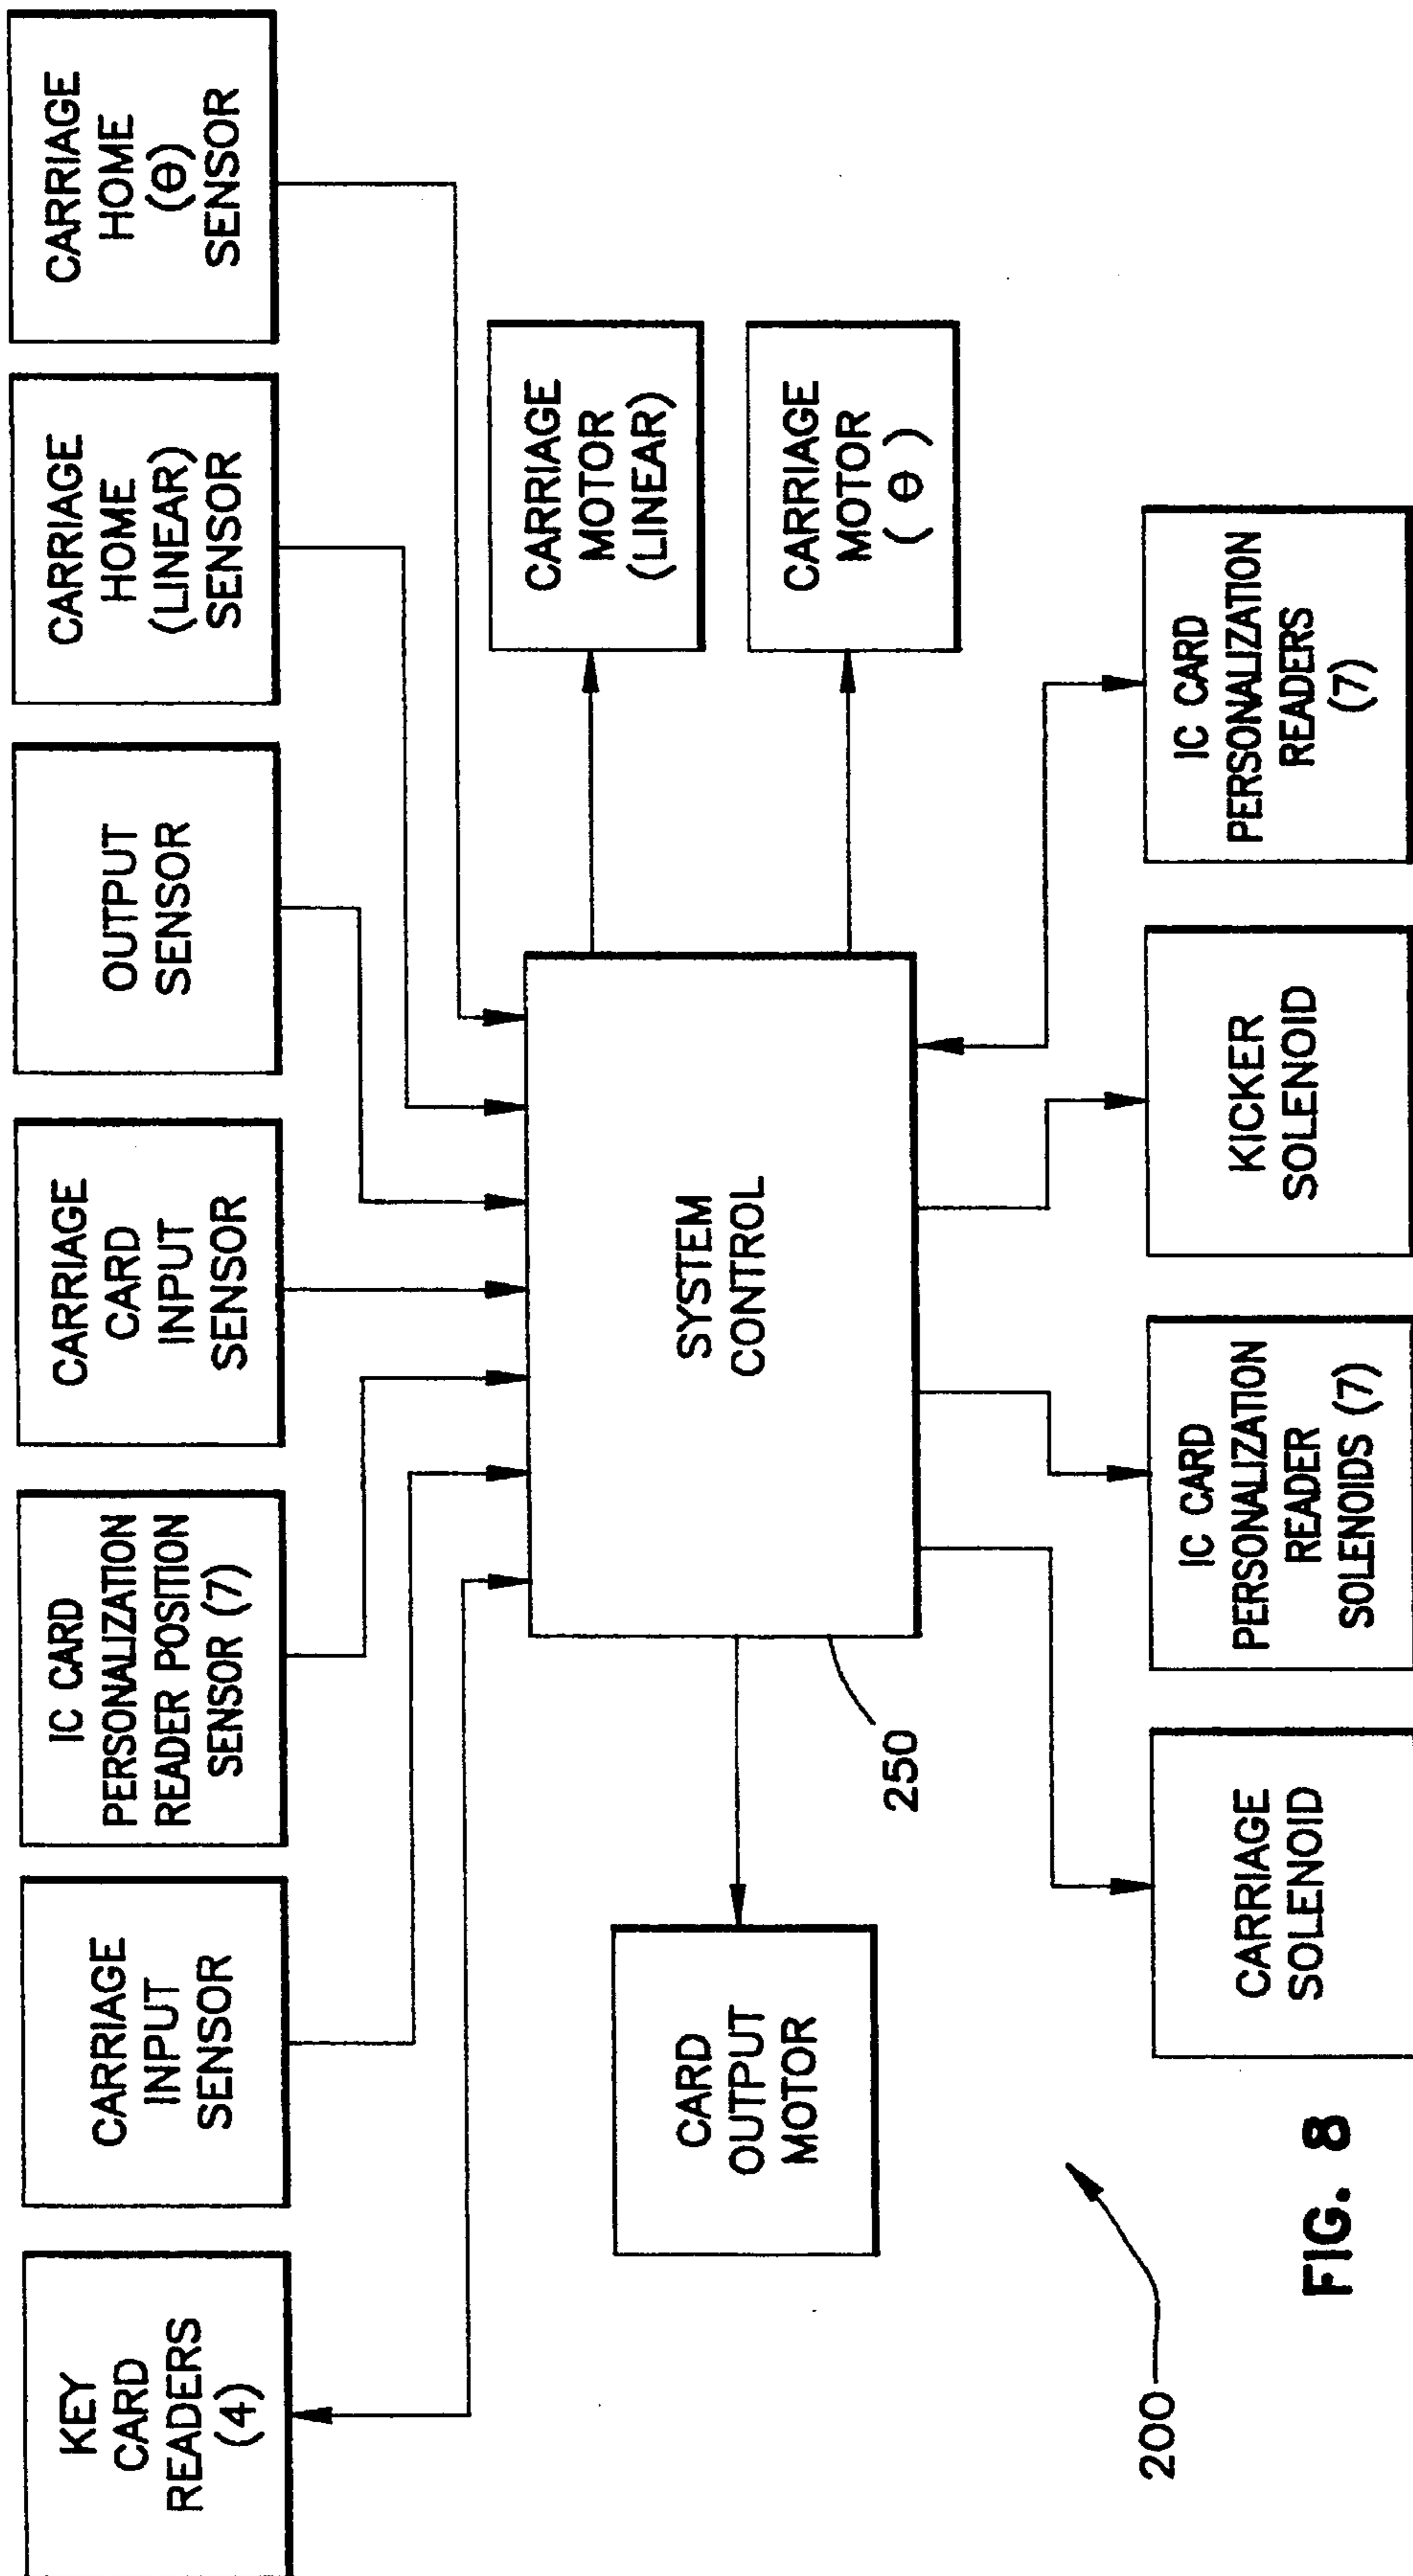 KEY
CARD
READERS
(4)
CARRIAGE
INPUT
SENSOR
IC CARD
PERSONALIZATION
READER POSITION
SENSOR (7)
CARRIAGE
CARD
INPUT
SENSOR
OUTPUT
SENSOR
CARRIAGE
HOME
(LINEAR)
SENSOR
CARRIAGE
HOME
(Θ)
SENSOR
CARD
OUTPUT
MOTOR
SYSTEM
CONTROL
250
CARRIAGE
MOTOR
(LINEAR)
CARRIAGE
MOTOR
( Θ )
CARRIAGE
SOLENOID
IC CARD
PERSONALIZATION
READER
SOLENOIDS (7)
KICKER
SOLENOID
IC CARD
PERSONALIZATION
READERS
(7)
200
FIG. 8